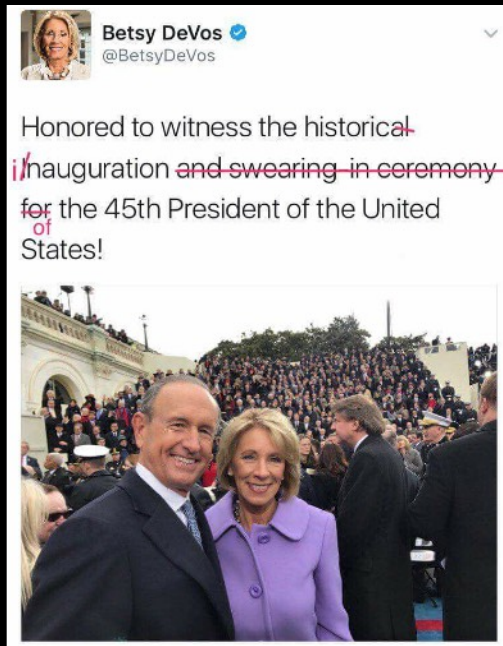 Betsy DeVos
@BetsyDeVos
Honored to witness the historical
i/Inauguration and swearing-in ceremony
for the 45th President of the United
of
States!